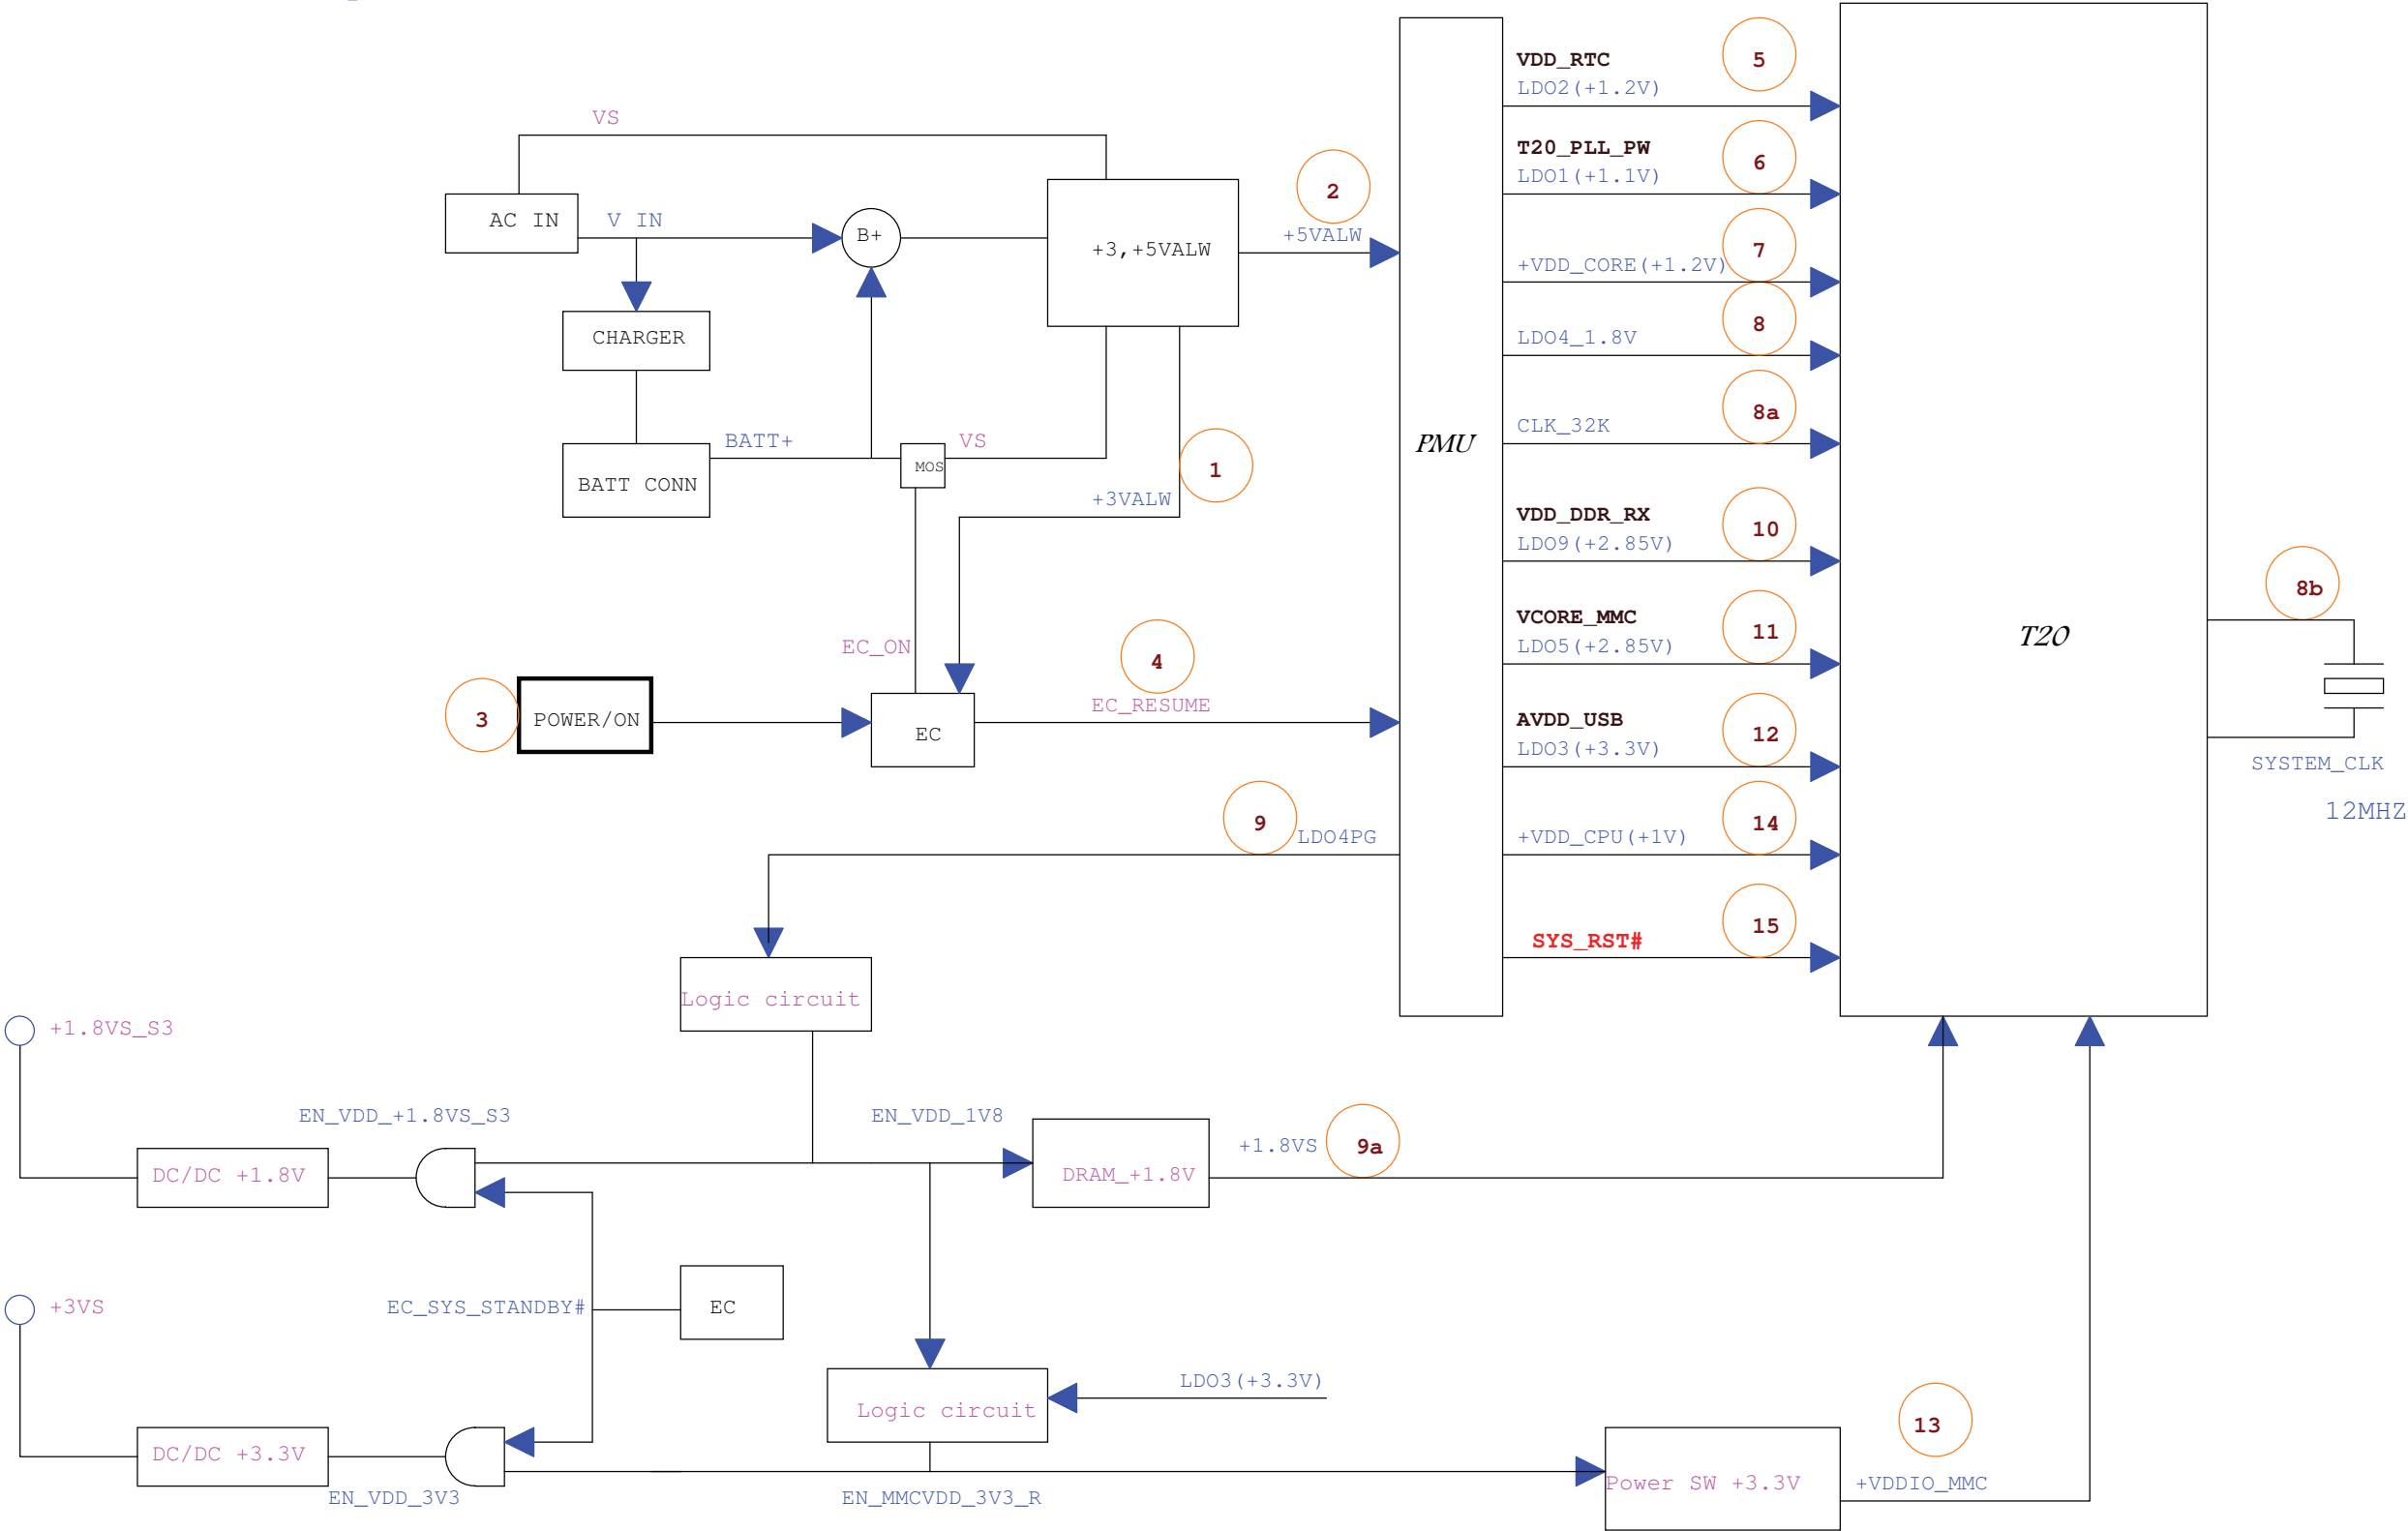 VDD_RTC
5
LDO2(+1.2V)
VS
T20_PLL_PW
6
LDO1(+1.1V)
2
AC IN
V IN
B+
+3,+5VALW
+5VALW
7
+VDD_CORE(+1.2V)
8
CHARGER
LDO4_1.8V
8a
CLK_32K
BATT+
VS
PMU
MOS
1
BATT CONN
+3VALW
VDD_DDR_RX
10
LDO9(+2.85V)
8b
VCORE_MMC
11
T20
EC_ON
LDO5(+2.85V)
4
EC_RESUME
3
POWER/ON
EC
AVDD_USB
12
LDO3(+3.3V)
SYSTEM_CLK
12MHZ
9
LDO4PG
14
+VDD_CPU(+1V)
15
SYS_RST#
Logic circuit
+1.8VS_S3
EN_VDD_+1.8VS_S3
EN_VDD_1V8
+1.8VS
9a
DC/DC +1.8V
DRAM_+1.8V
+3VS
EC_SYS_STANDBY#
EC
LDO3(+3.3V)
Logic circuit
13
DC/DC +3.3V
Power SW +3.3V
+VDDIO_MMC
EN_VDD_3V3
EN_MMCVDD_3V3_R